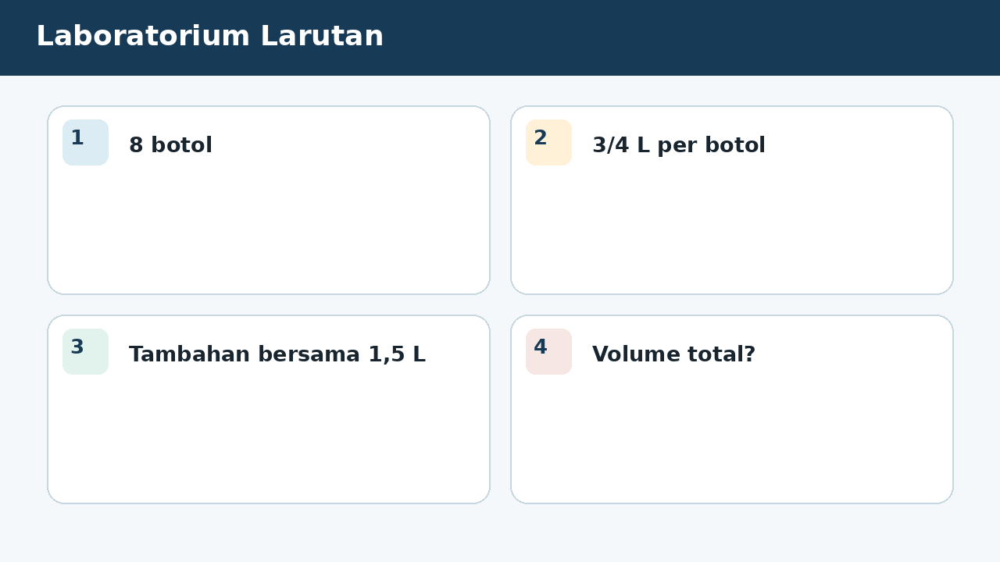 Laboratorium Larutan
1
8 botol
2
3/4 L per botol
3
Tambahan bersama 1,5 L
4
Volume total?